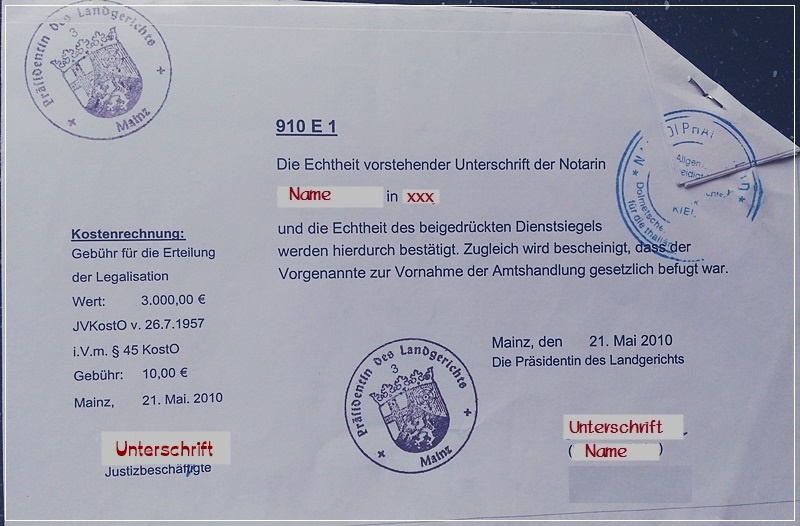 Präsidentin des Landgerichts
3
Mainz
910 E 1
Die Echtheit vorstehender Unterschrift der Notarin
Name in xxx
und die Echtheit des beigedrückten Dienstsiegels
werden hierdurch bestätigt. Zugleich wird bescheinigt, dass der
Vorgenannte zur Vornahme der Amtshandlung gesetzlich befugt war.
KIEL
für die
Kostenrechnung:
Gebühr für die Erteilung
der Legalisation
Wert: 3.000,00 €
JVKostO v. 26.7.1957
i.V.m. § 45 KostO
Gebühr: 10,00 €
Mainz, 21. Mai. 2010
Unterschrift
Justizbeschäftigte
Präsidentin des Landgerichts
3
Mainz
Mainz, den 21. Mai 2010
Die Präsidentin des Landgerichts
Unterschrift
( Name )